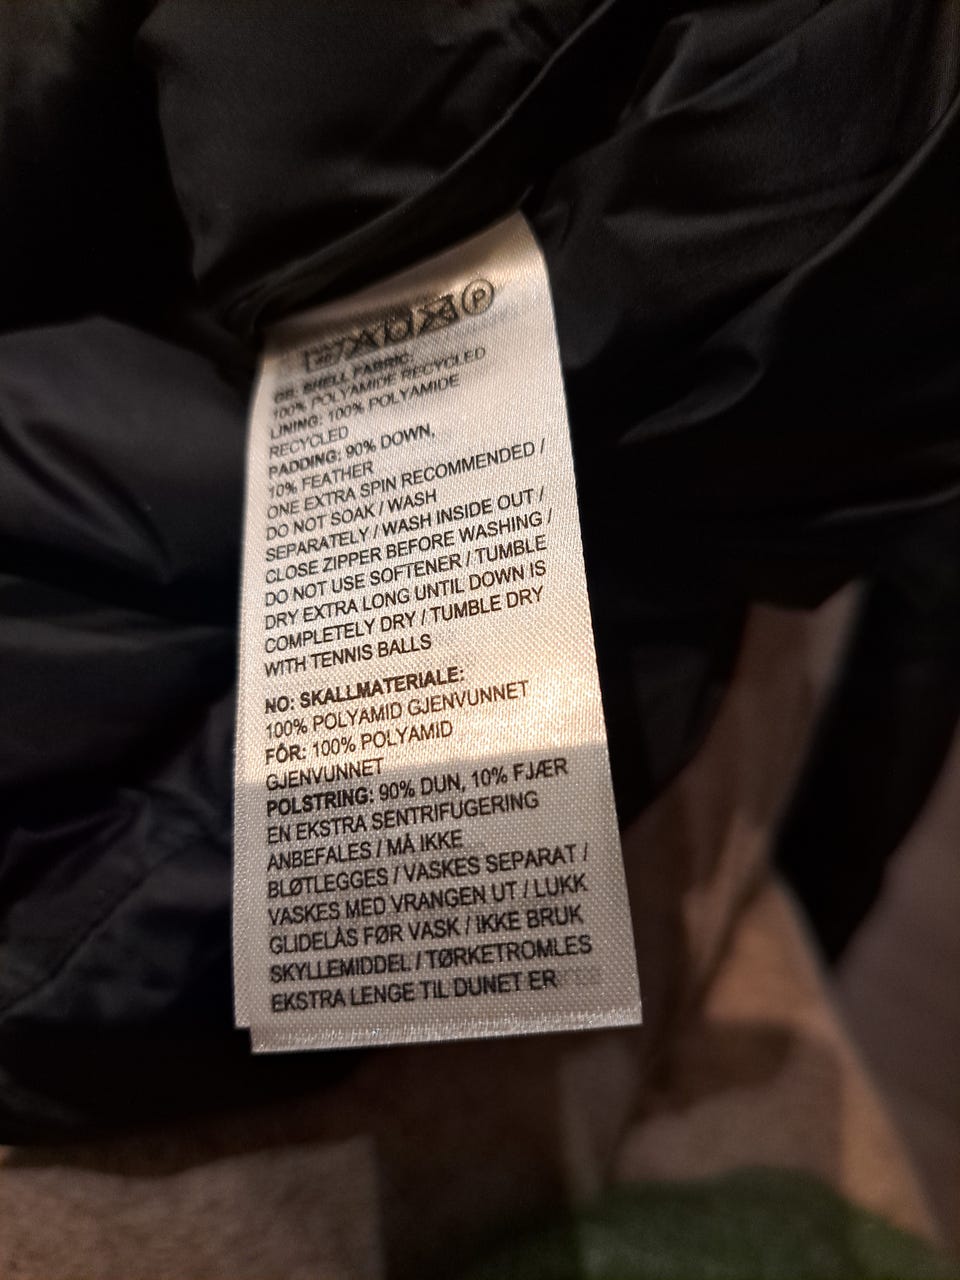 P
GB: SHELL FABRIC:
100% POLYAMIDE RECYCLED
LINING: 100% POLYAMIDE
RECYCLED
PADDING: 90% DOWN,
10% FEATHER
ONE EXTRA SPIN RECOMMENDED /
DO NOT SOAK / WASH
SEPARATELY / WASH INSIDE OUT /
CLOSE ZIPPER BEFORE WASHING /
DO NOT USE SOFTENER / TUMBLE
DRY EXTRA LONG UNTIL DOWN IS
COMPLETELY DRY / TUMBLE DRY
WITH TENNIS BALLS
NO: SKALLMATERIALE:
100% POLYAMID GJENVUNNET
FÔR: 100% POLYAMID
GJENVUNNET
POLSTRING: 90% DUN, 10% FJÆR
EN EKSTRA SENTRIFUGERING
ANBEFALES / MÅ IKKE
BLØTLEGGES / VASKES SEPARAT /
VASKES MED VRANGEN UT / LUKK
GLIDELÅS FØR VASK / IKKE BRUK
SKYLLEMIDDEL / TØRKETROMLES
EKSTRA LENGE TIL DUNET ER